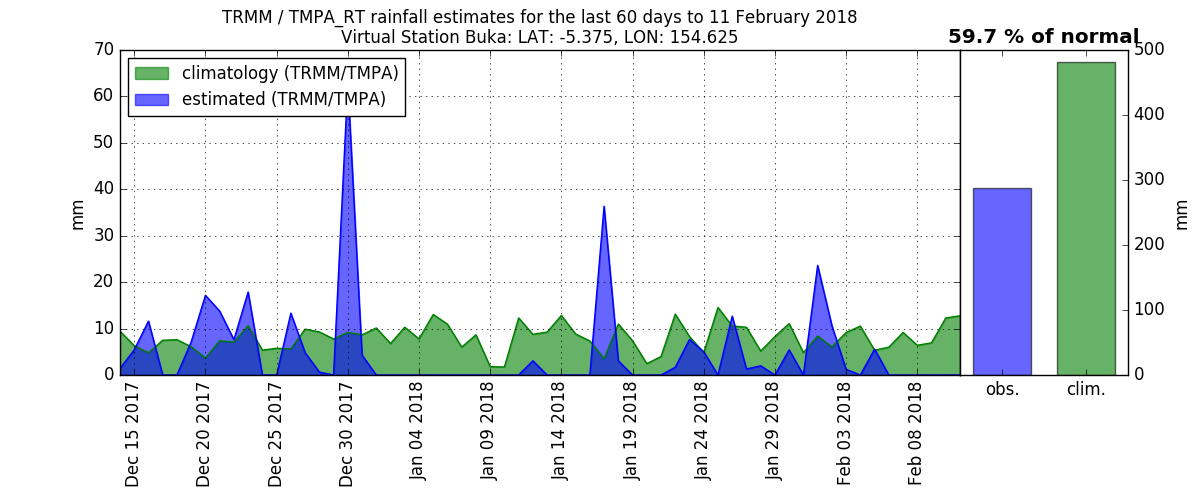 TRMM / TMPA_RT rainfall estimates for the last 60 days to 11 February 2018
Virtual Station Buka: LAT: -5.375, LON: 154.625
59.7 % of normal
climatology (TRMM/TMPA)
estimated (TRMM/TMPA)
70
60
50
40
30
20
10
0
mm
500
400
300
200
100
0
mm
Dec 15 2017
Dec 20 2017
Dec 25 2017
Dec 30 2017
Jan 04 2018
Jan 09 2018
Jan 14 2018
Jan 19 2018
Jan 24 2018
Jan 29 2018
Feb 03 2018
Feb 08 2018
obs.
clim.